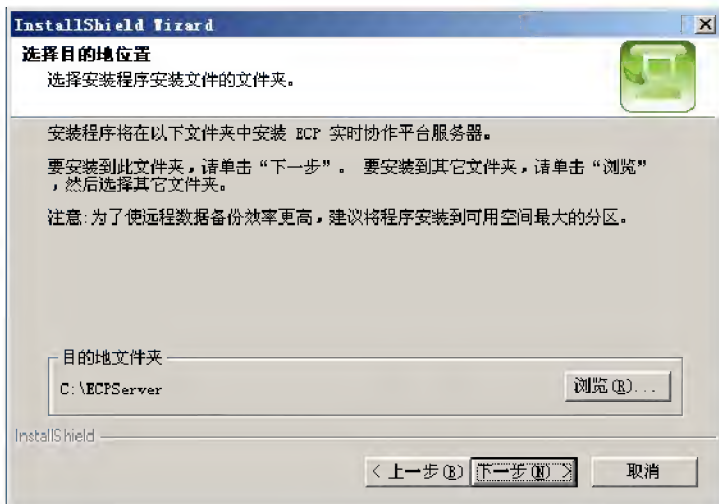 InstallShield Wizard
选择目的地位置
选择安装程序安装文件的文件夹。
安装程序将在以下文件夹中安装 ECP 实时协作平台服务器。
要安装到此文件夹，请单击“下一步”。 要安装到其它文件夹，请单击“浏览”
，然后选择其它文件夹。
注意:为了使远程数据备份效率更高，建议将程序安装到可用空间最大的分区。
目的地文件夹
C:\ECPServer
浏览(R)...
InstallShield
< 上一步(B) 下一步(N) > 取消